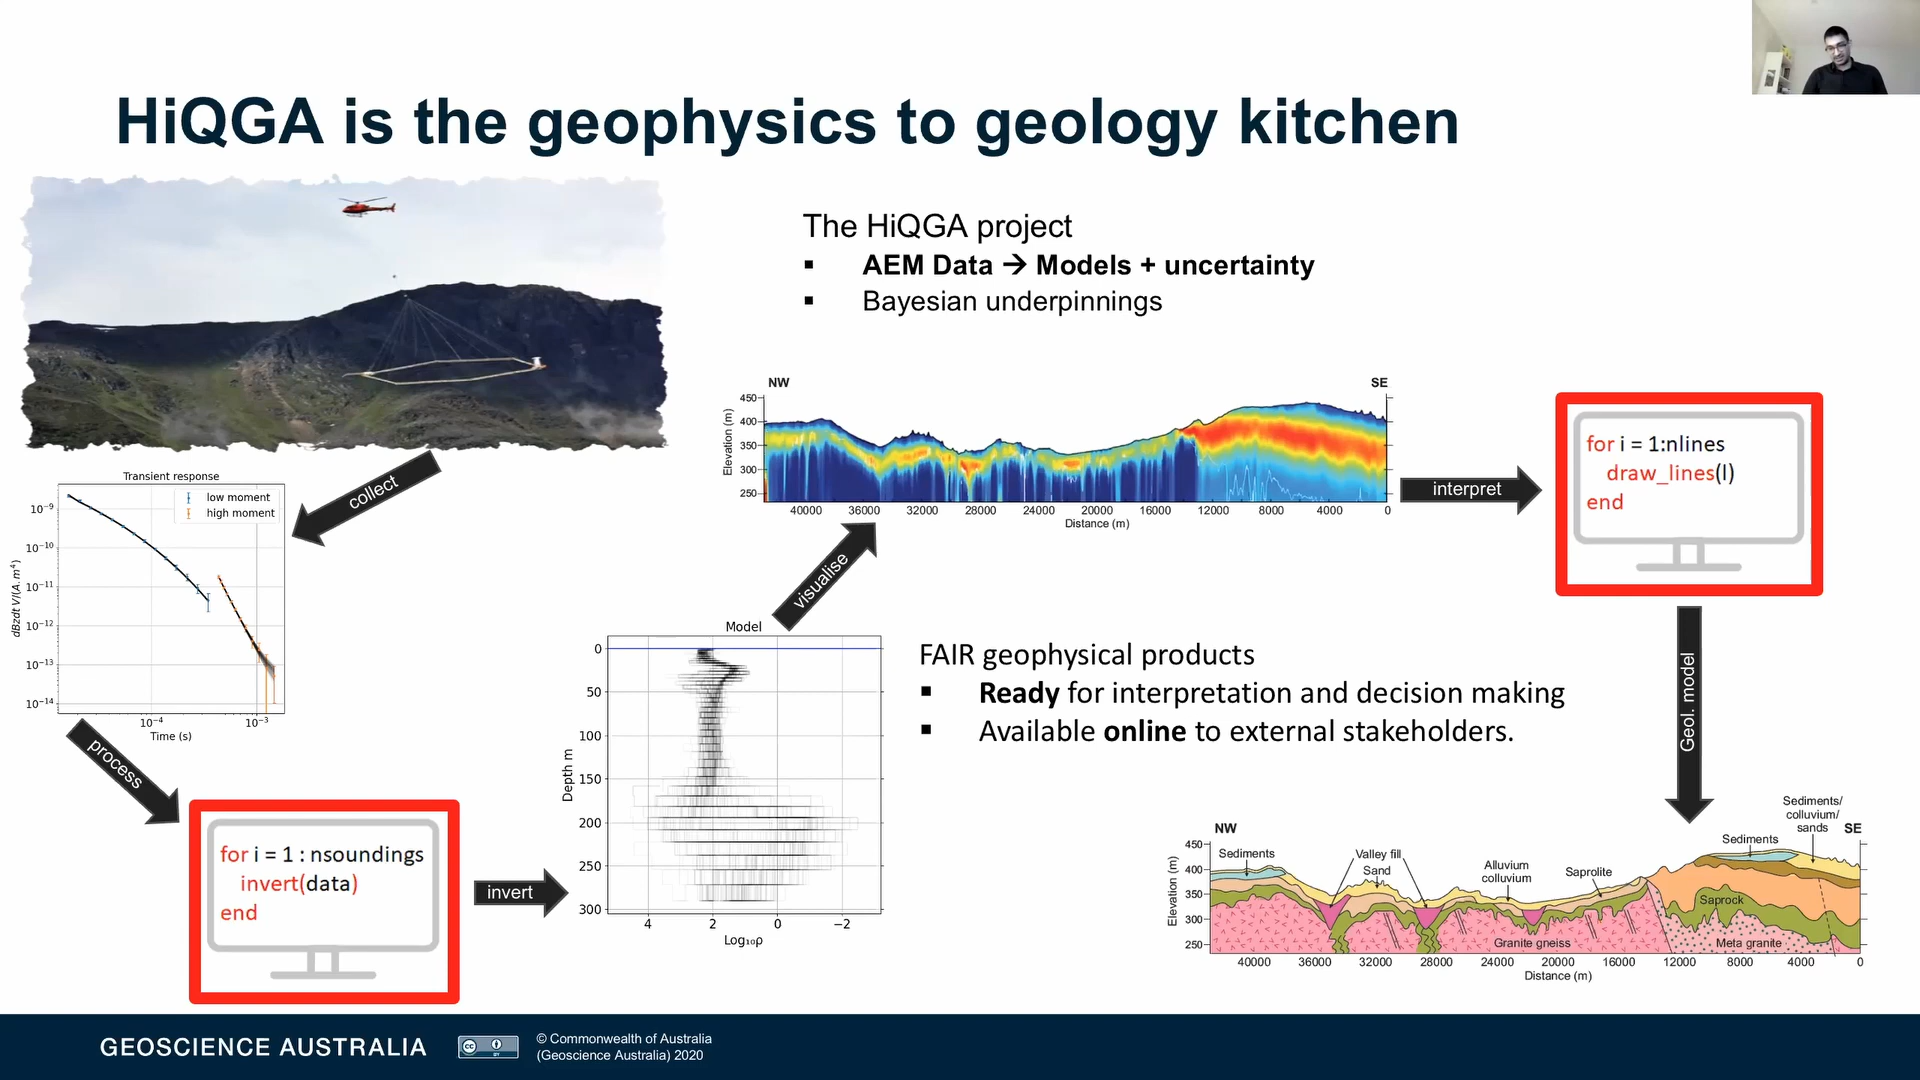 HiQGA is the geophysics to geology kitchen
The HiQGA project
▪ AEM Data → Models + uncertainty
▪ Bayesian underpinnings
collect
Transient response
low moment
high moment
10⁻⁹
10⁻¹⁰
10⁻¹¹
10⁻¹²
10⁻¹³
10⁻¹⁴
dBzdt V/(A.m⁴)
10⁻⁴ 10⁻³
Time (s)
process
for i = 1 : nsoundings
invert(data)
end
invert
Model
0
50
100
150
200
250
300
Depth m
4 2 0 −2
Log₁₀ρ
visualise
NW SE
450
400
350
300
250
Elevation (m)
40000 36000 32000 28000 24000 20000 16000 12000 8000 4000 0
Distance (m)
interpret
for i = 1:nlines
draw_lines(l)
end
Geol. model
FAIR geophysical products
▪ Ready for interpretation and decision making
▪ Available online to external stakeholders.
NW SE
Sediments
Valley fill
Sand
Alluvium
colluvium
Saprolite
Sediments
Sediments/
colluvium/
sands
Saprock
Granite gneiss
Meta granite
450
400
350
300
250
Elevation (m)
40000 36000 32000 28000 24000 20000 16000 12000 8000 4000 0
Distance (m)
GEOSCIENCE AUSTRALIA
cc BY
© Commonwealth of Australia
(Geoscience Australia) 2020